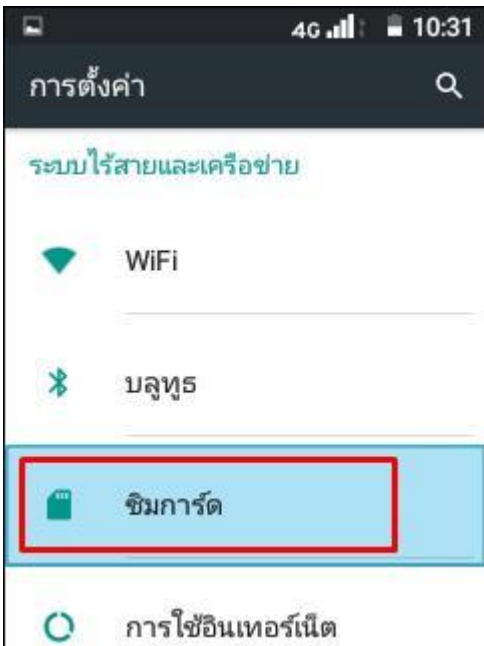 4G 10:31
การตั้งค่า
ระบบไร้สายและเครือข่าย
WiFi
บลูทูธ
ซิมการ์ด
การใช้อินเทอร์เน็ต